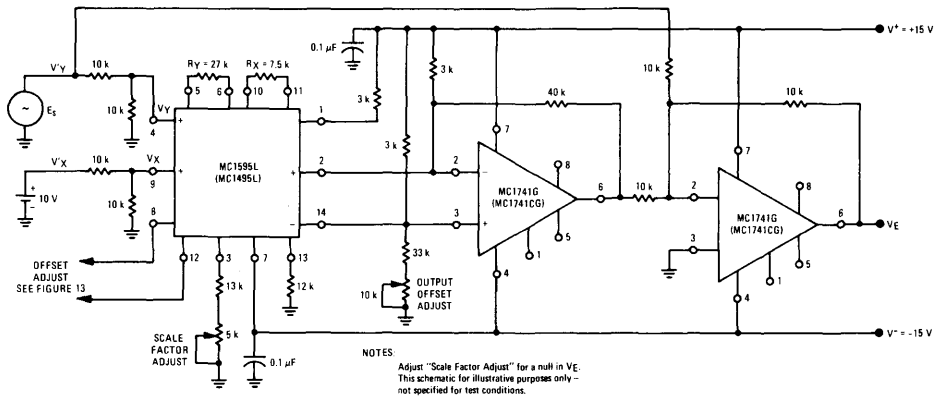 V+ = +15 V
0.1 µF
V'Y
10 k
RY = 27 k
RX = 7.5 k
3 k
10 k
5
6
10
11
40 k
10 k
ES
10 k
VY
4
+
1
3 k
7
7
MC1595L
(MC1495L)
3 k
V'X
10 k
VX
9
+
2
+
2
–
8
MC1741G
(MC1741CG)
6
10 k
2
–
8
MC1741G
(MC1741CG)
6
VE
+
10 V
–
10 k
8
14
–
3
+
5
1
4
3
+
5
1
4
OFFSET
ADJUST
SEE FIGURE 13
12
3
7
13
33 k
13 k
12 k
10 k
OUTPUT
OFFSET
ADJUST
SCALE
FACTOR
ADJUST
5 k
0.1 µF
V– = –15 V
NOTES:
Adjust "Scale Factor Adjust" for a null in VE.
This schematic for illustrative purposes only –
not specified for test conditions.